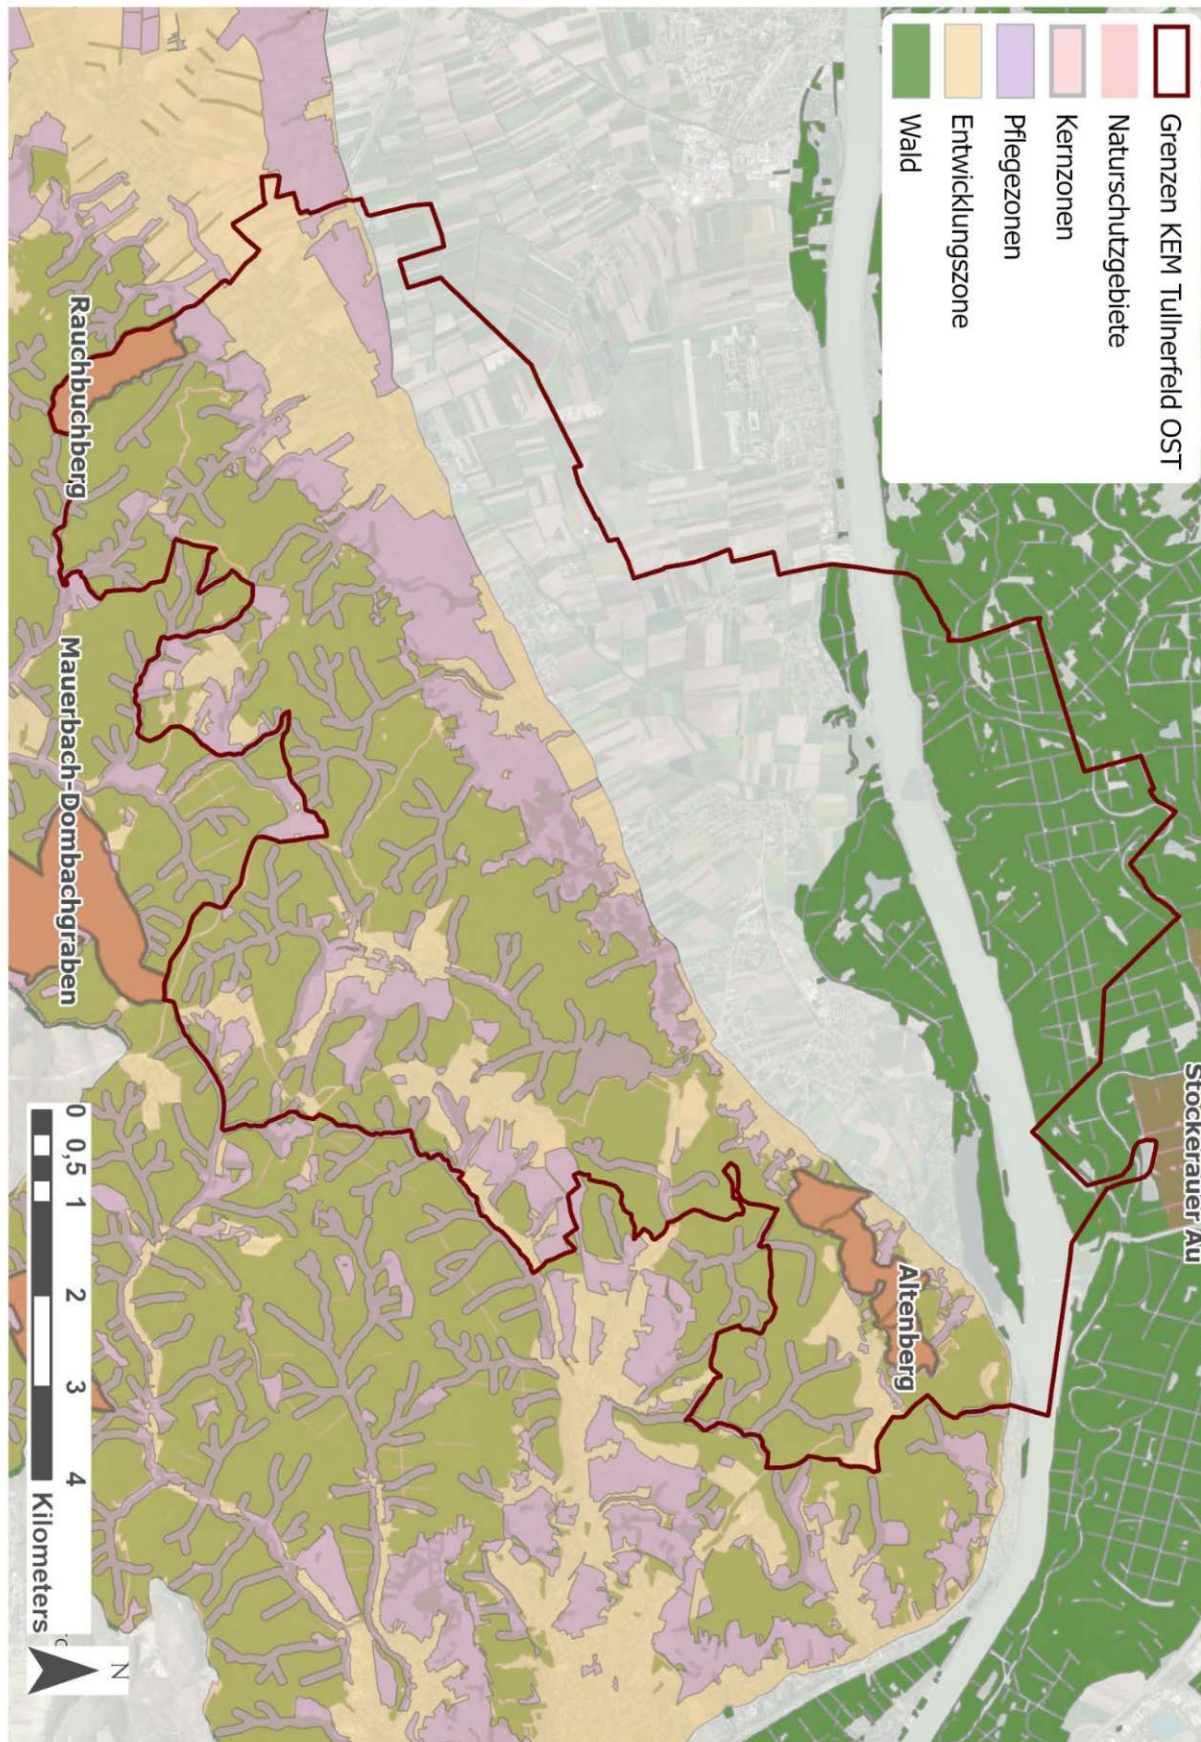 Grenzen KEM Tullnerfeld OST
Naturschutzgebiete
Kernzonen
Pflegezonen
Entwicklungszone
Wald
Stockerauer Au
Altenberg
Rauchbuchberg
Mauerbach-Dombachgraben
0 0,5 1 2 3 4
Kilometers
N